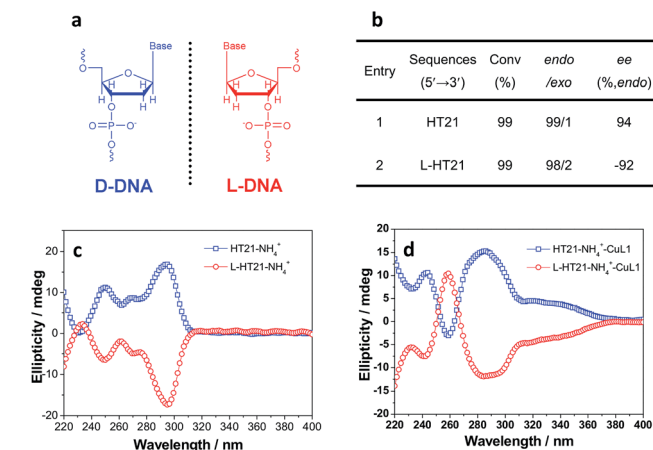 a
Base
O
O
H
H
H
H
O
O=P-O-
O
D-DNA
Base
O
O
H
H
H
H
O
-O-P=O
O
L-DNA
b
Entry Sequences (5′→3′) Conv (%) endo /exo ee (%,endo)
1 HT21 99 99/1 94
2 L-HT21 99 98/2 -92
c
HT21-NH4+
L-HT21-NH4+
Ellipticity / mdeg
20
10
0
-10
-20
220 240 260 280 300 320 340 360 380 400
Wavelength / nm
d
HT21-NH4+-CuL1
L-HT21-NH4+-CuL1
Ellipticity / mdeg
20
15
10
5
0
-5
-10
-15
-20
220 240 260 280 300 320 340 360 380 400
Wavelength / nm